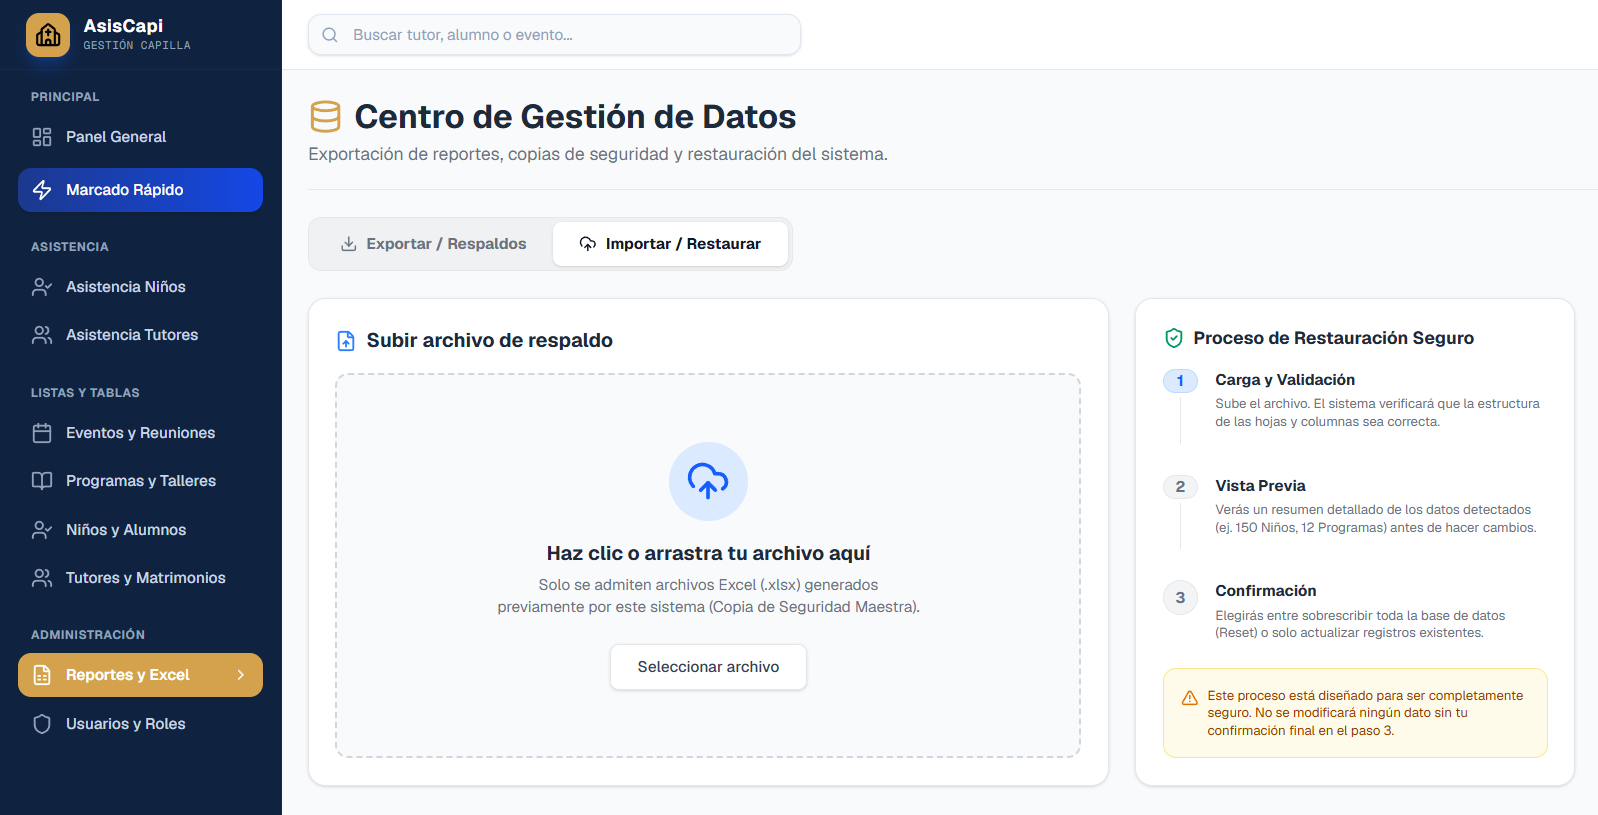 AsisCapi
GESTIÓN CAPILLA
PRINCIPAL
Panel General
Marcado Rápido
ASISTENCIA
Asistencia Niños
Asistencia Tutores
LISTAS Y TABLAS
Eventos y Reuniones
Programas y Talleres
Niños y Alumnos
Tutores y Matrimonios
ADMINISTRACIÓN
Reportes y Excel
Usuarios y Roles
Buscar tutor, alumno o evento...
Centro de Gestión de Datos
Exportación de reportes, copias de seguridad y restauración del sistema.
Exportar / Respaldos
Importar / Restaurar
Subir archivo de respaldo
Haz clic o arrastra tu archivo aquí
Solo se admiten archivos Excel (.xlsx) generados
previamente por este sistema (Copia de Seguridad Maestra).
Seleccionar archivo
Proceso de Restauración Seguro
1
Carga y Validación
Sube el archivo. El sistema verificará que la estructura
de las hojas y columnas sea correcta.
2
Vista Previa
Verás un resumen detallado de los datos detectados
(ej. 150 Niños, 12 Programas) antes de hacer cambios.
3
Confirmación
Elegirás entre sobrescribir toda la base de datos
(Reset) o solo actualizar registros existentes.
Este proceso está diseñado para ser completamente
seguro. No se modificará ningún dato sin tu
confirmación final en el paso 3.